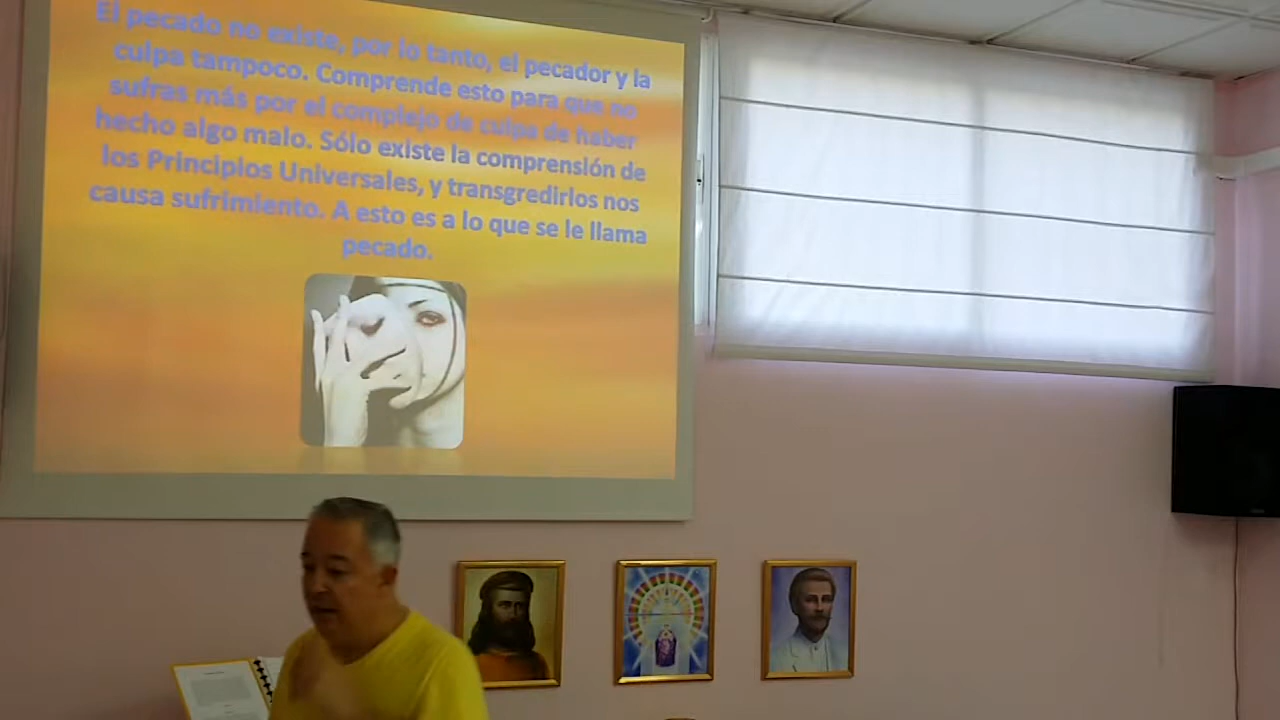 El pecado no existe, por lo tanto, el pecador y la
culpa tampoco. Comprende esto para que no
sufras más por el complejo de culpa de haber
hecho algo malo. Sólo existe la comprensión de
los Principios Universales, y transgredirlos nos
causa sufrimiento. A esto es a lo que se le llama
pecado.